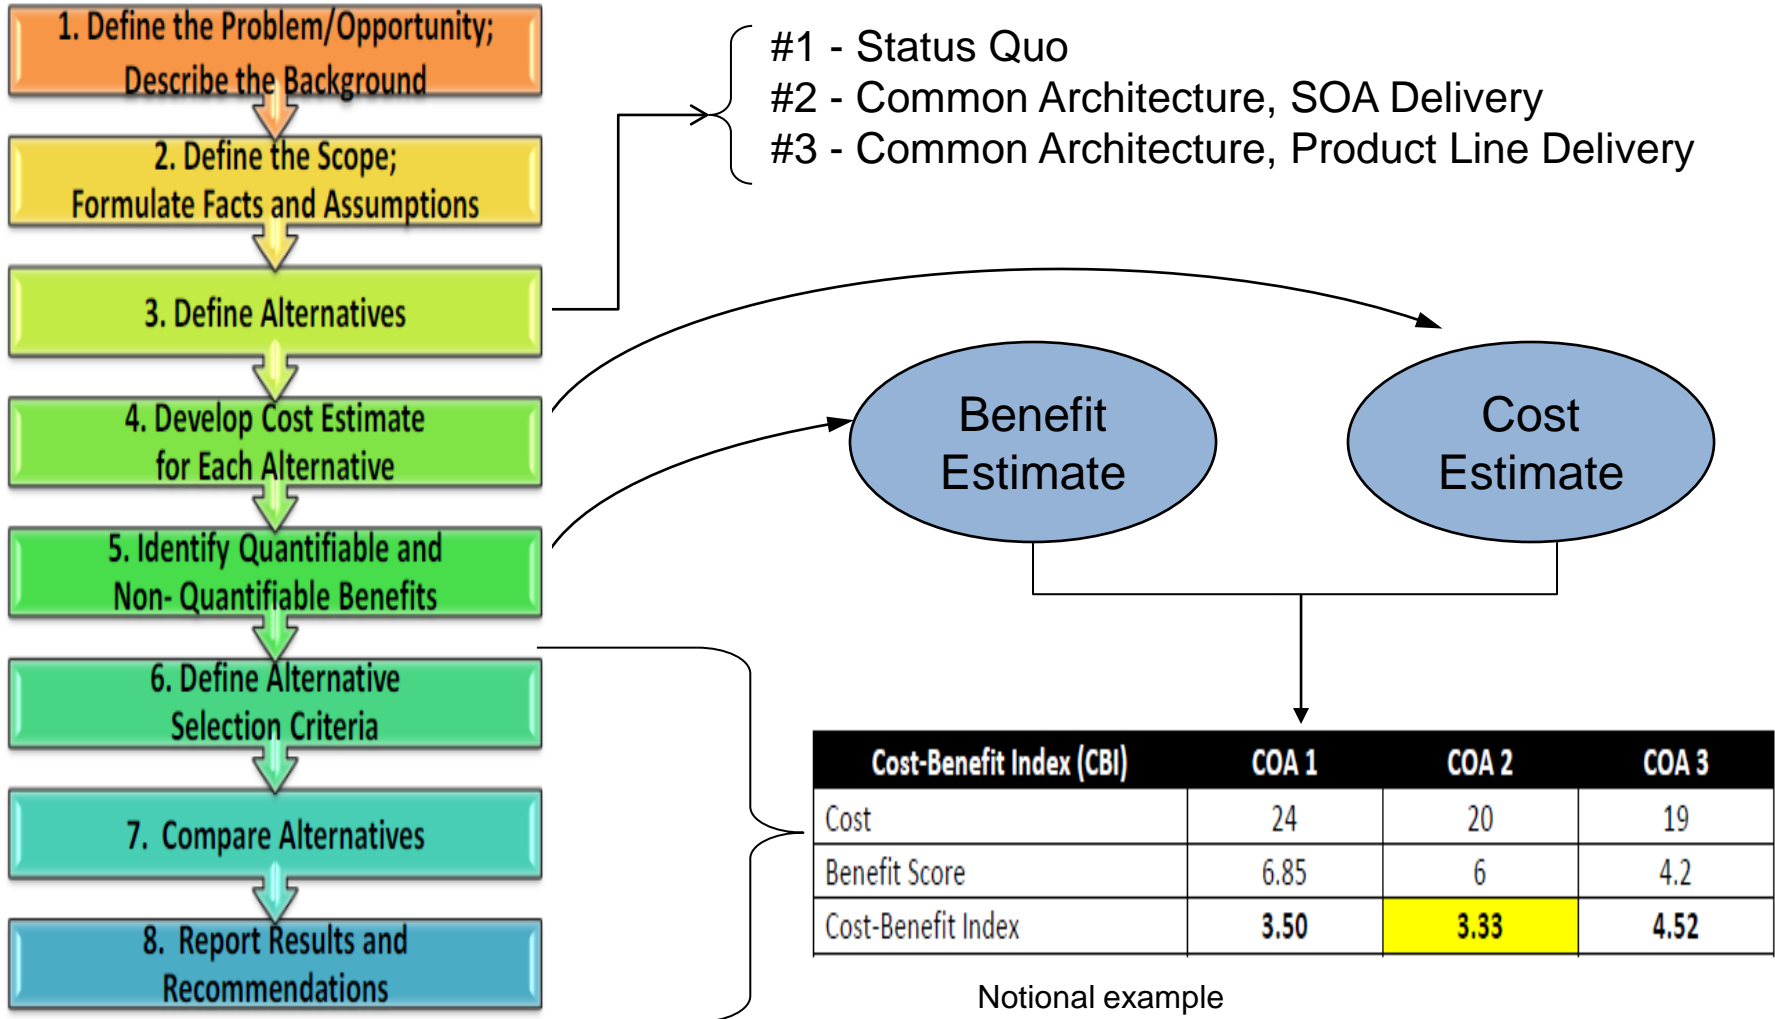 1. Define the Problem/Opportunity;
Describe the Background
2. Define the Scope;
Formulate Facts and Assumptions
3. Define Alternatives
4. Develop Cost Estimate
for Each Alternative
5. Identify Quantifiable and
Non- Quantifiable Benefits
6. Define Alternative
Selection Criteria
7. Compare Alternatives
8. Report Results and
Recommendations
#1 - Status Quo
#2 - Common Architecture, SOA Delivery
#3 - Common Architecture, Product Line Delivery
Benefit
Estimate
Cost
Estimate
Cost-Benefit Index (CBI) COA 1 COA 2 COA 3
Cost 24 20 19
Benefit Score 6.85 6 4.2
Cost-Benefit Index 3.50 3.33 4.52
Notional example